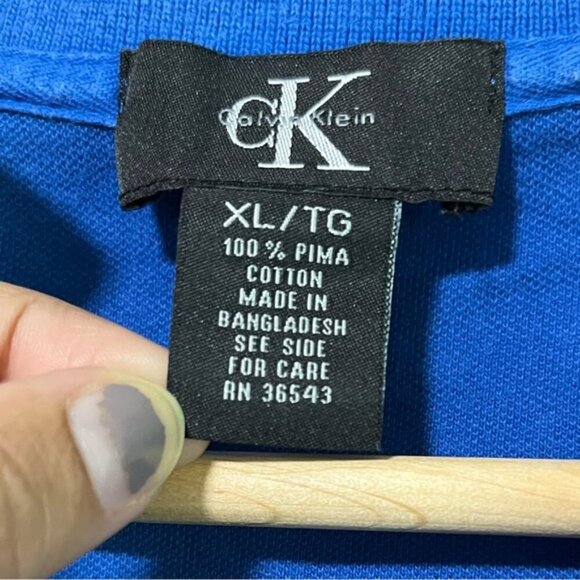 cK
Calvin Klein
XL/TG
100% PIMA
COTTON
MADE IN
BANGLADESH
SEE SIDE
FOR CARE
RN 36543